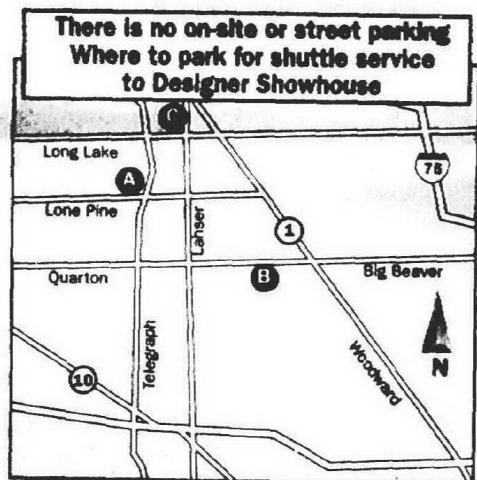 There is no on-site or street parking
Where to park for shuttle service
to Designer Showhouse
C
Long Lake
75
A
Lone Pine
Lahser
1
Quarton
B
Big Beaver
N
Telegraph
Woodward
10